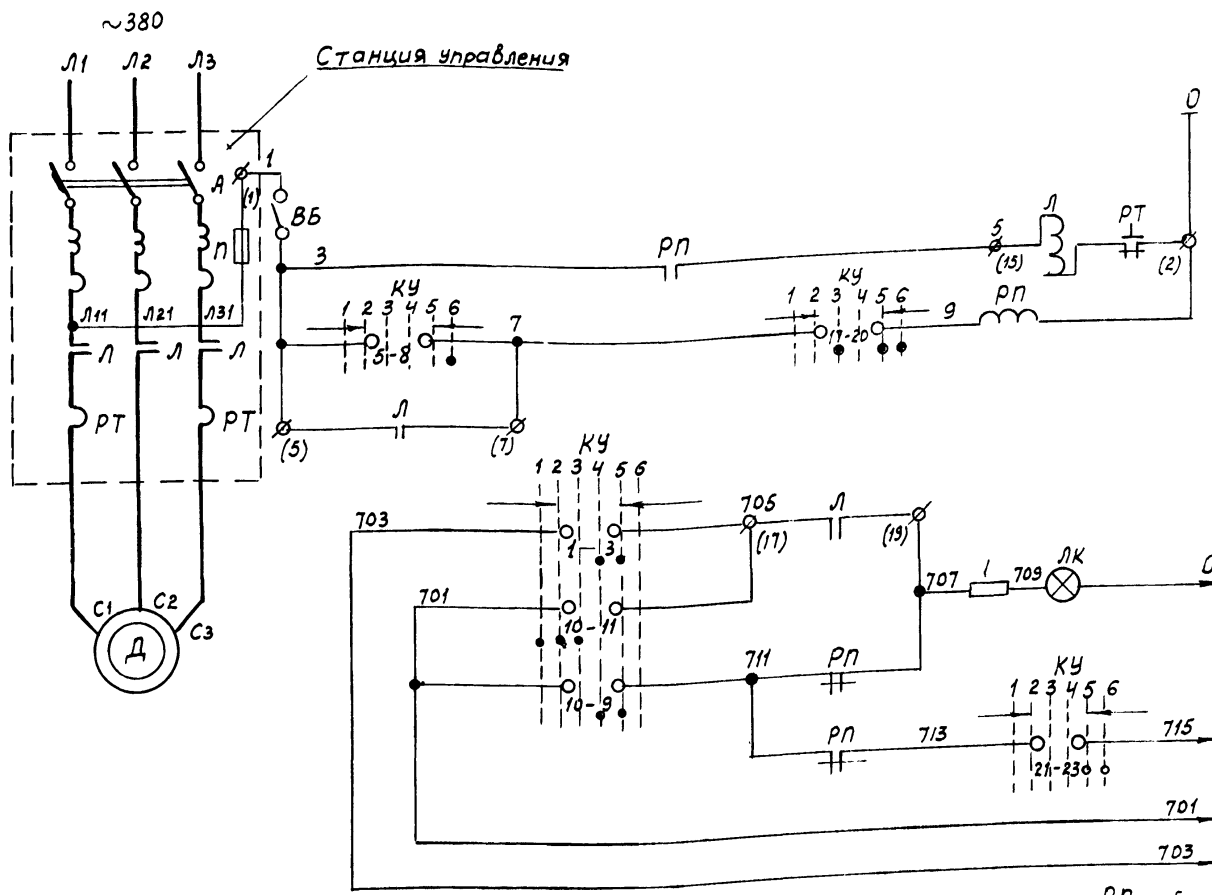 ~380
Л1 Л2 Л3
Станция управления
А
(1)
1
ВБ
П
3
РП
5
(15)
Л
РТ
0
(2)
Л11 Л21 Л31
Л Л Л
РТ РТ
КУ
1 2 3 4 5 6
5-8
7
КУ
1 2 3 4 5 6
17-20
9
РП
(5)
Л
(7)
КУ
1 2 3 4 5 6
703
1 3
705
(17)
Л
(19)
701
10-11
707
1
709
ЛК
10-9
711
РП
КУ
1 2 3 4 5 6
РП
713
21-23
715
701
703
С1 С2 С3
Д